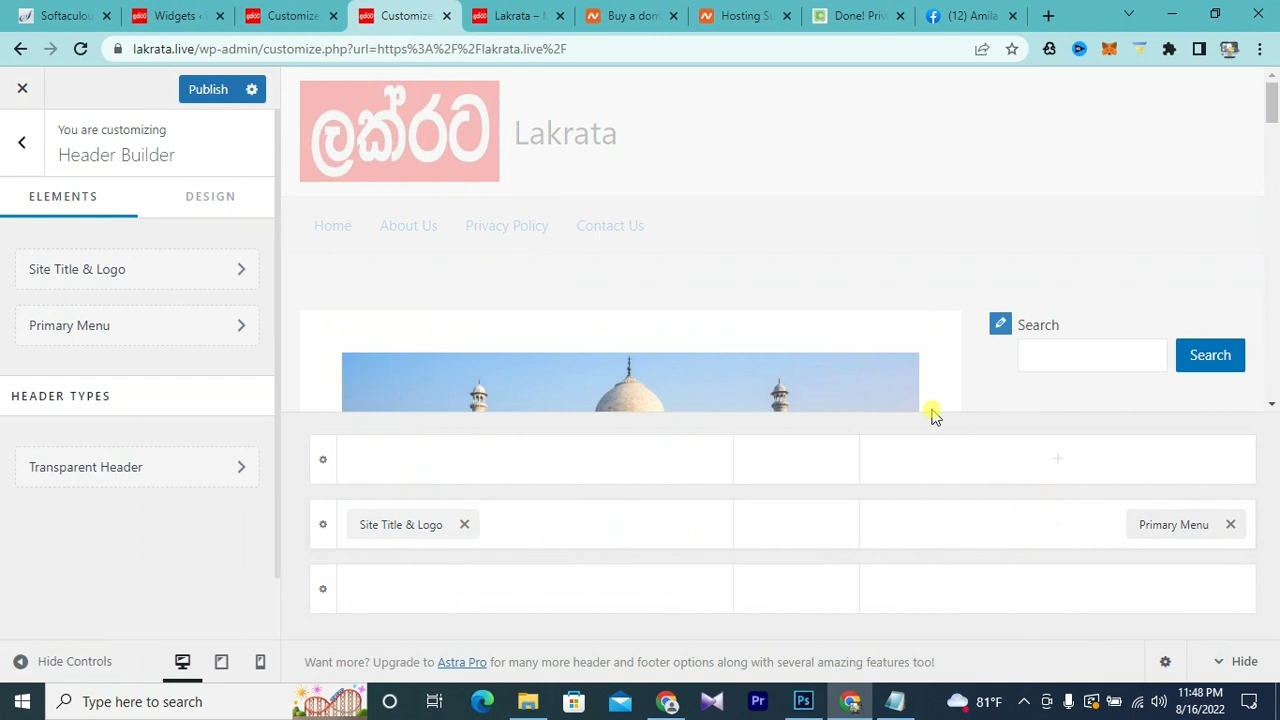 Softaculou
Widgets ‹
Customize
Customize
Lakrata –
Buy a dom
Hosting Su
Done! Priv
(12) Amila
lakrata.live/wp-admin/customize.php?url=https%3A%2F%2Flakrata.live%2F
Publish
You are customizing
Header Builder
ELEMENTS
DESIGN
Site Title & Logo
Primary Menu
HEADER TYPES
Transparent Header
Hide Controls
ලක්රට
Lakrata
Home
About Us
Privacy Policy
Contact Us
Search
Search
Site Title & Logo
Primary Menu
Want more? Upgrade to Astra Pro for many more header and footer options along with several amazing features too!
Hide
Type here to search
Pr
Ps
81°F
11:48 PM
8/16/2022